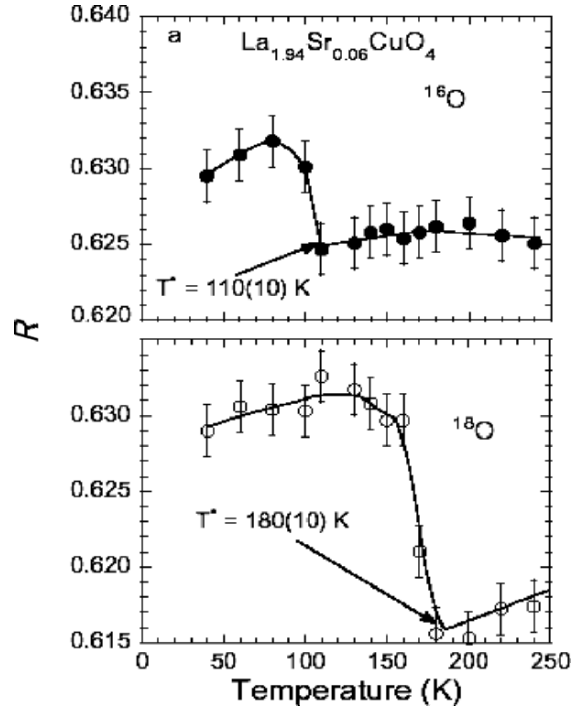 0.640
a La₁.₉₄Sr₀.₀₆CuO₄
¹⁶O
0.635
0.630
0.625
T* = 110(10) K
0.620
R
0.630
¹⁸O
0.625
T* = 180(10) K
0.620
0.615
0 50 100 150 200 250
Temperature (K)